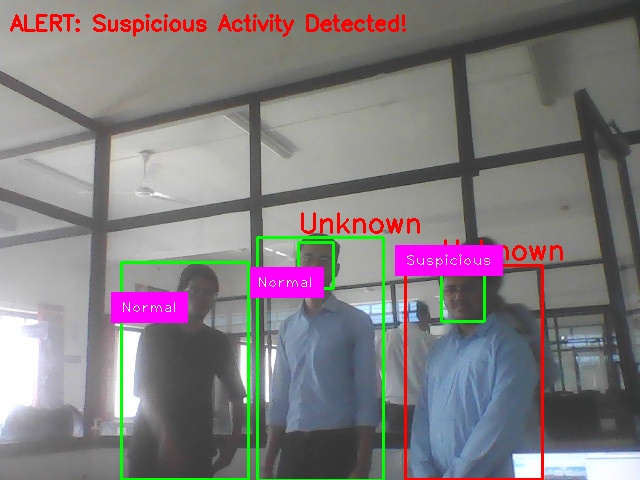 ALERT: Suspicious Activity Detected!
Unknown
Unknown
Suspicious
Normal
Normal